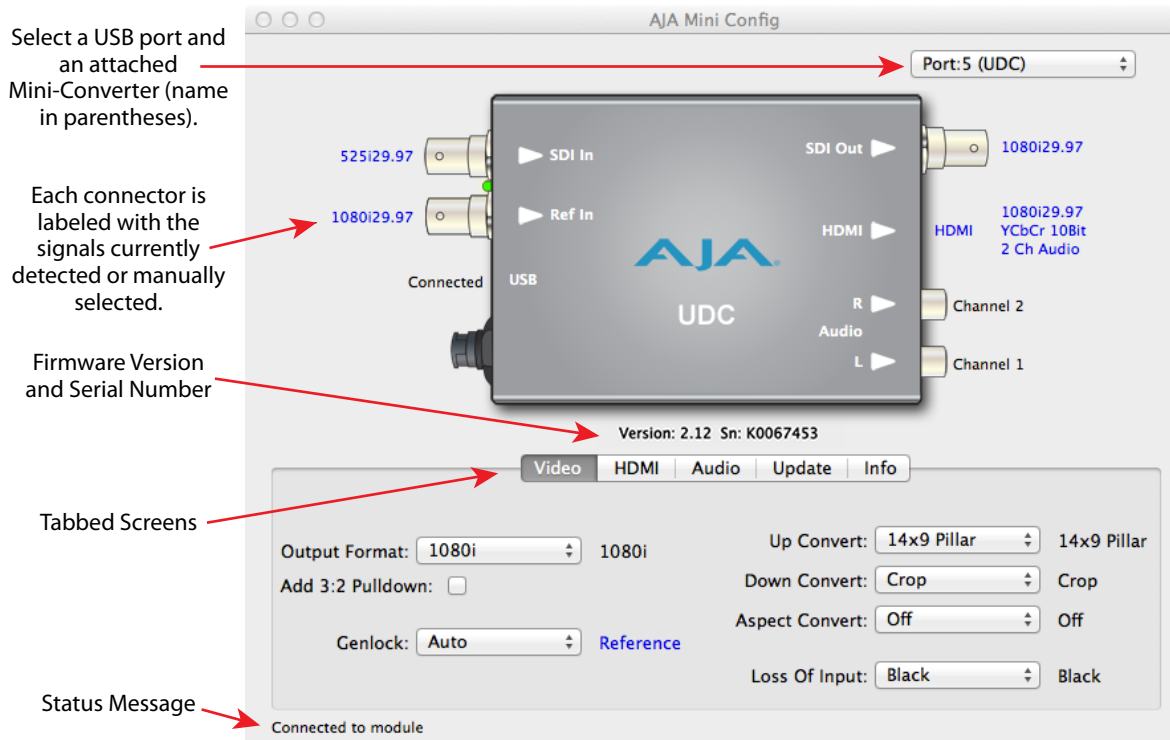 AJA Mini Config
Select a USB port and
an attached
Mini-Converter (name
in parentheses).
Port:5 (UDC)
525i29.97
SDI In
SDI Out
1080i29.97
Each connector is
labeled with the
signals currently
detected or manually
selected.
1080i29.97
Ref In
HDMI
HDMI
1080i29.97
YCbCr 10Bit
2 Ch Audio
Connected
USB
AJA
UDC
R
Channel 2
Audio
L
Channel 1
Firmware Version
and Serial Number
Version: 2.12 Sn: K0067453
Tabbed Screens
Video HDMI Audio Update Info
Output Format: 1080i 1080i
Add 3:2 Pulldown:
Genlock: Auto Reference
Up Convert: 14x9 Pillar 14x9 Pillar
Down Convert: Crop Crop
Aspect Convert: Off Off
Loss Of Input: Black Black
Status Message
Connected to module